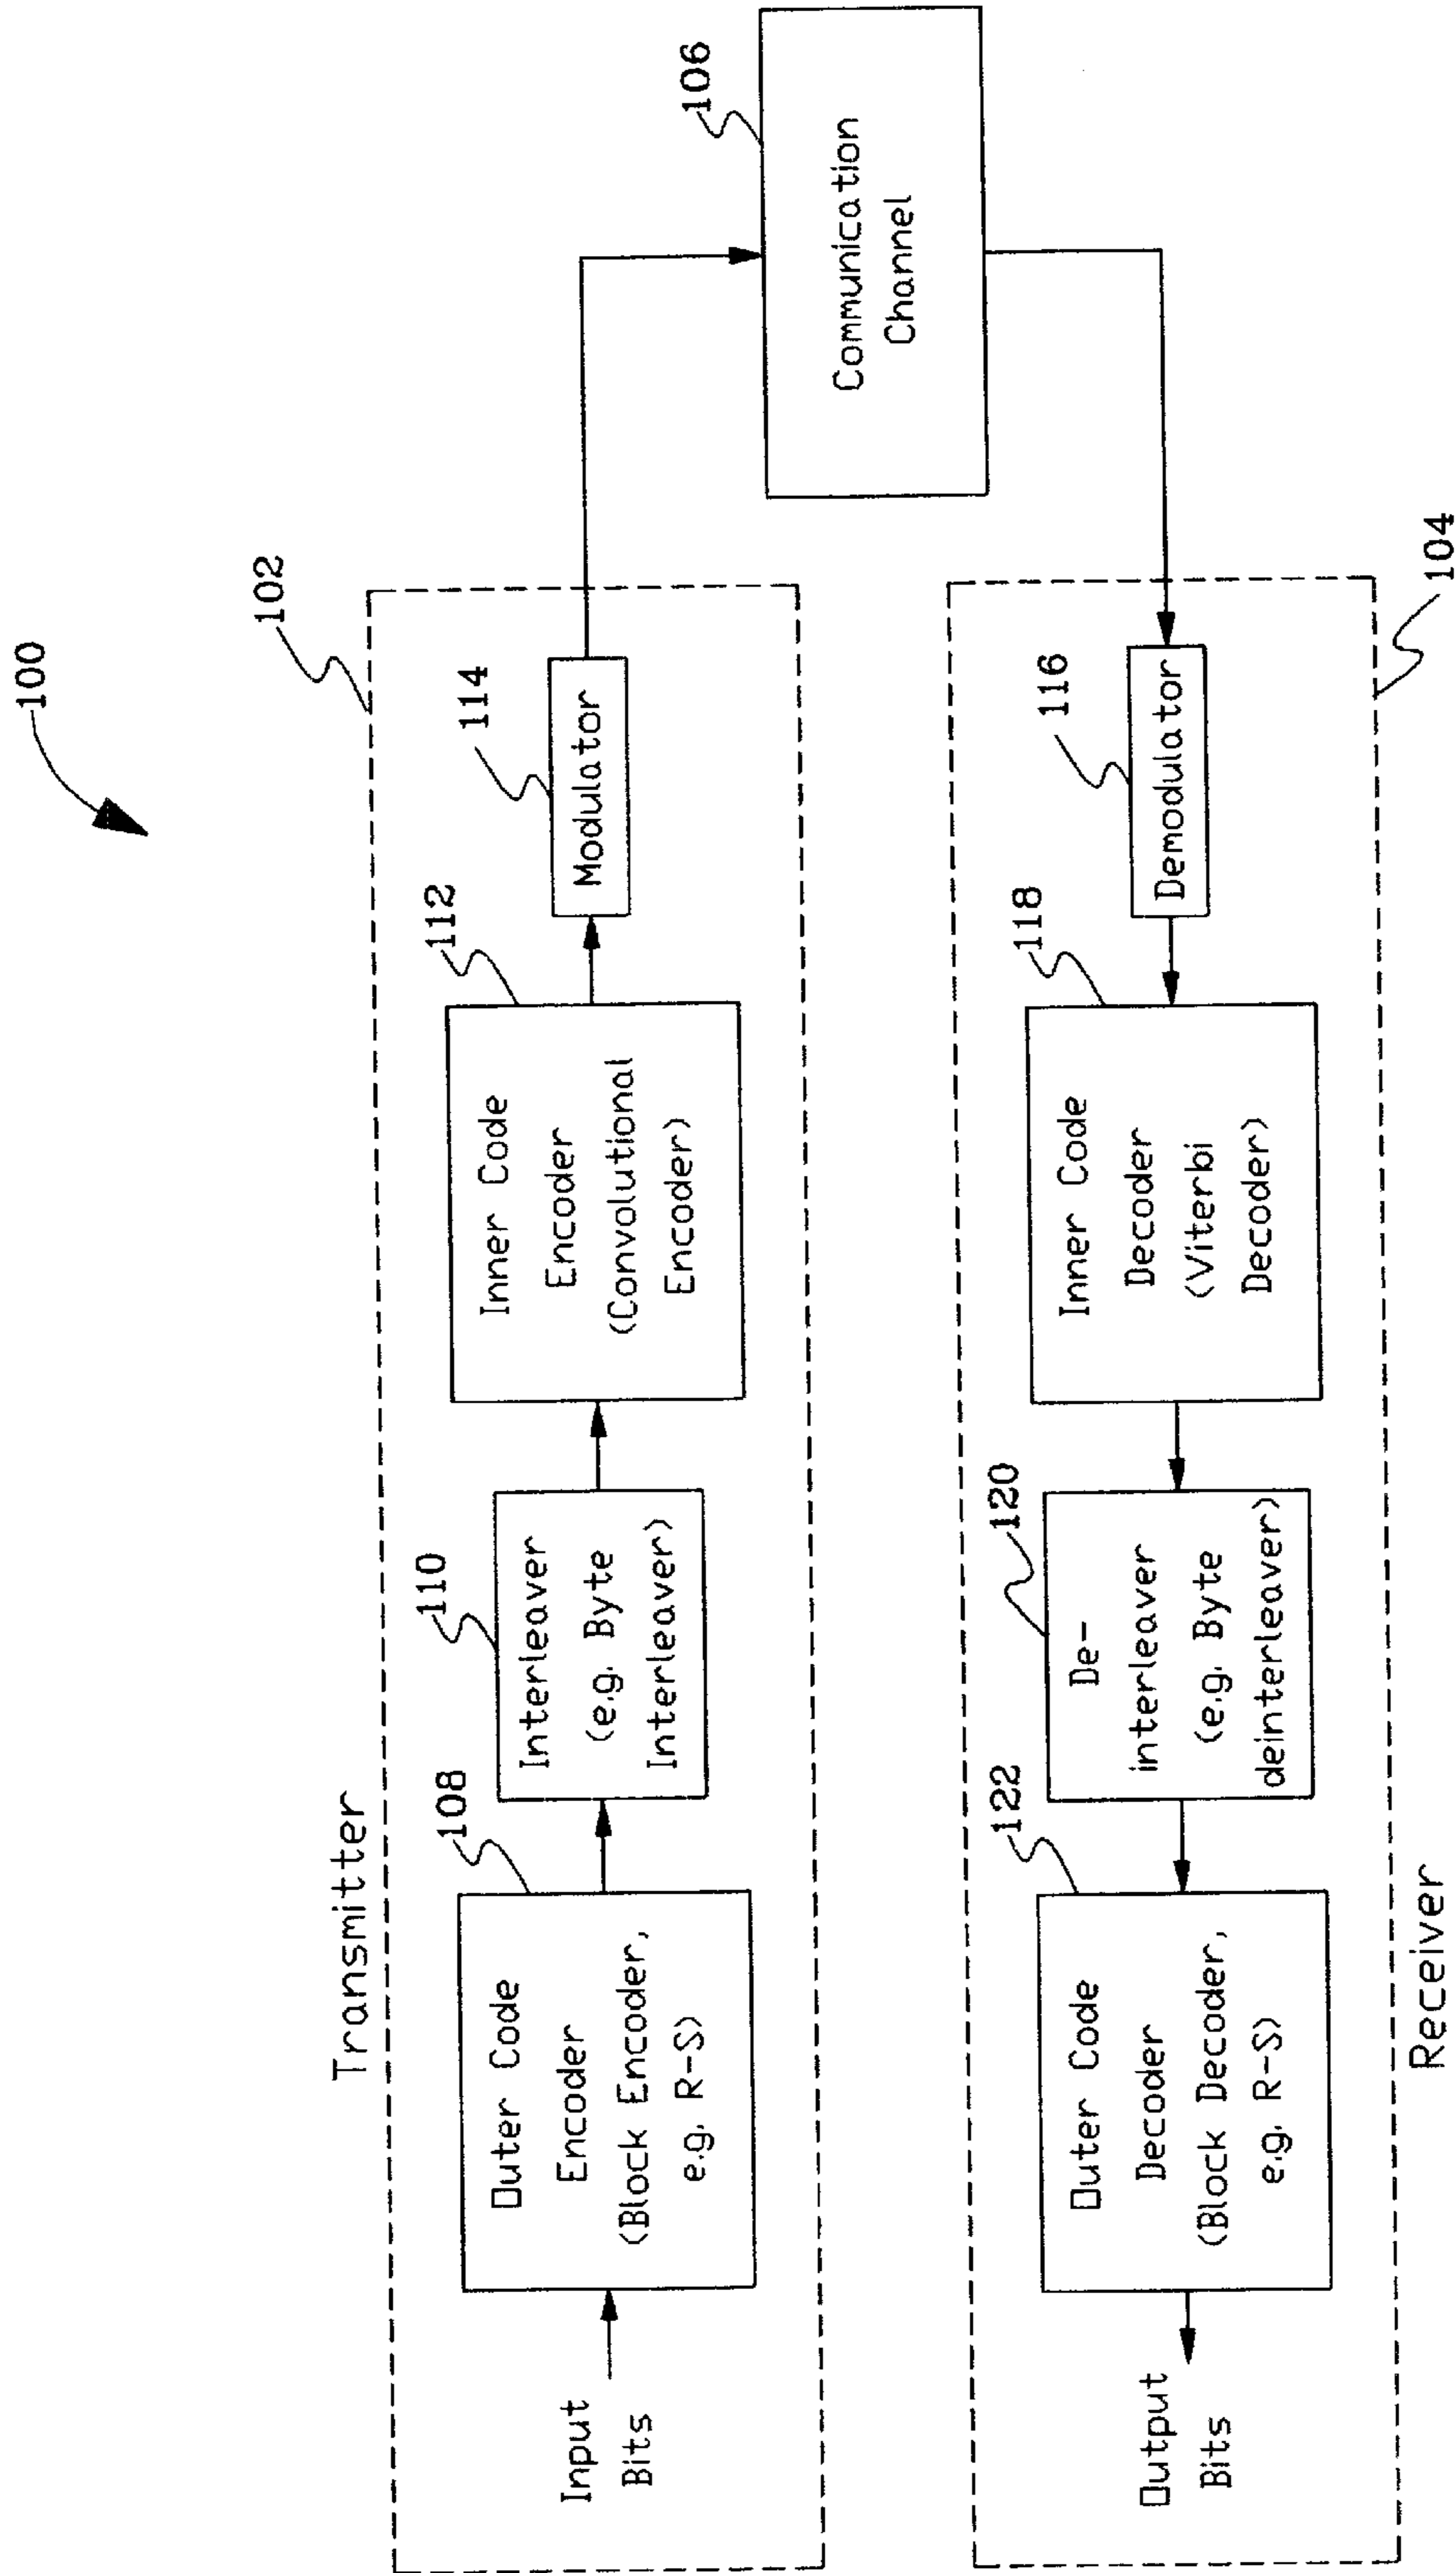 100
Transmitter
102
Input
Bits
108
Outer Code
Encoder
(Block Encoder,
e.g. R-S)
110
Interleaver
(e.g. Byte
Interleaver)
112
Inner Code
Encoder
(Convolutional
Encoder)
114
Modulator
106
Communication
Channel
116
Demodulator
118
Inner Code
Decoder
(Viterbi
Decoder)
120
De-
interleaver
(e.g. Byte
deinterleaver)
122
Outer Code
Decoder
(Block Decoder,
e.g. R-S)
Output
Bits
Receiver
104